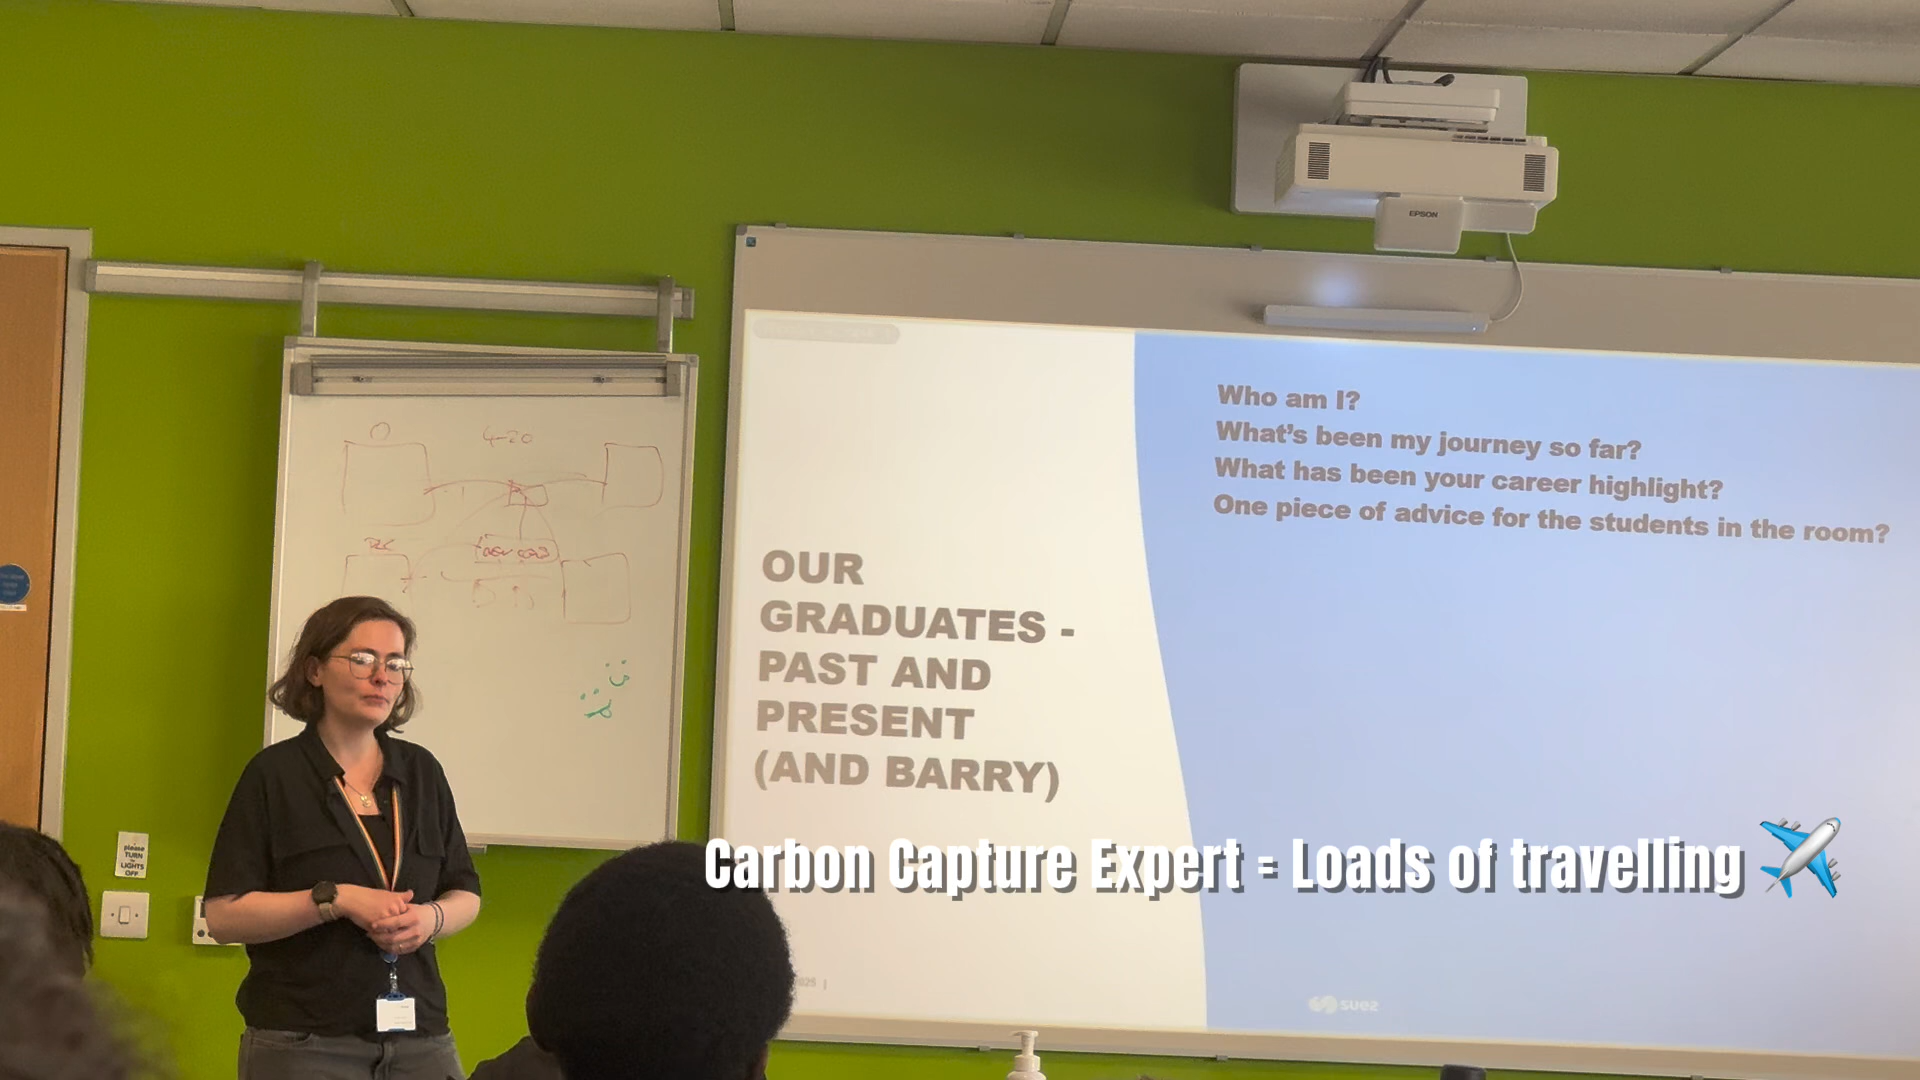 EPSON
Who am I?
What's been my journey so far?
What has been your career highlight?
One piece of advice for the students in the room?
4-20
OUR
GRADUATES -
PAST AND
PRESENT
(AND BARRY)
Carbon Capture Expert = Loads of travelling ✈️
please
TURN
LIGHTS
OFF
suez